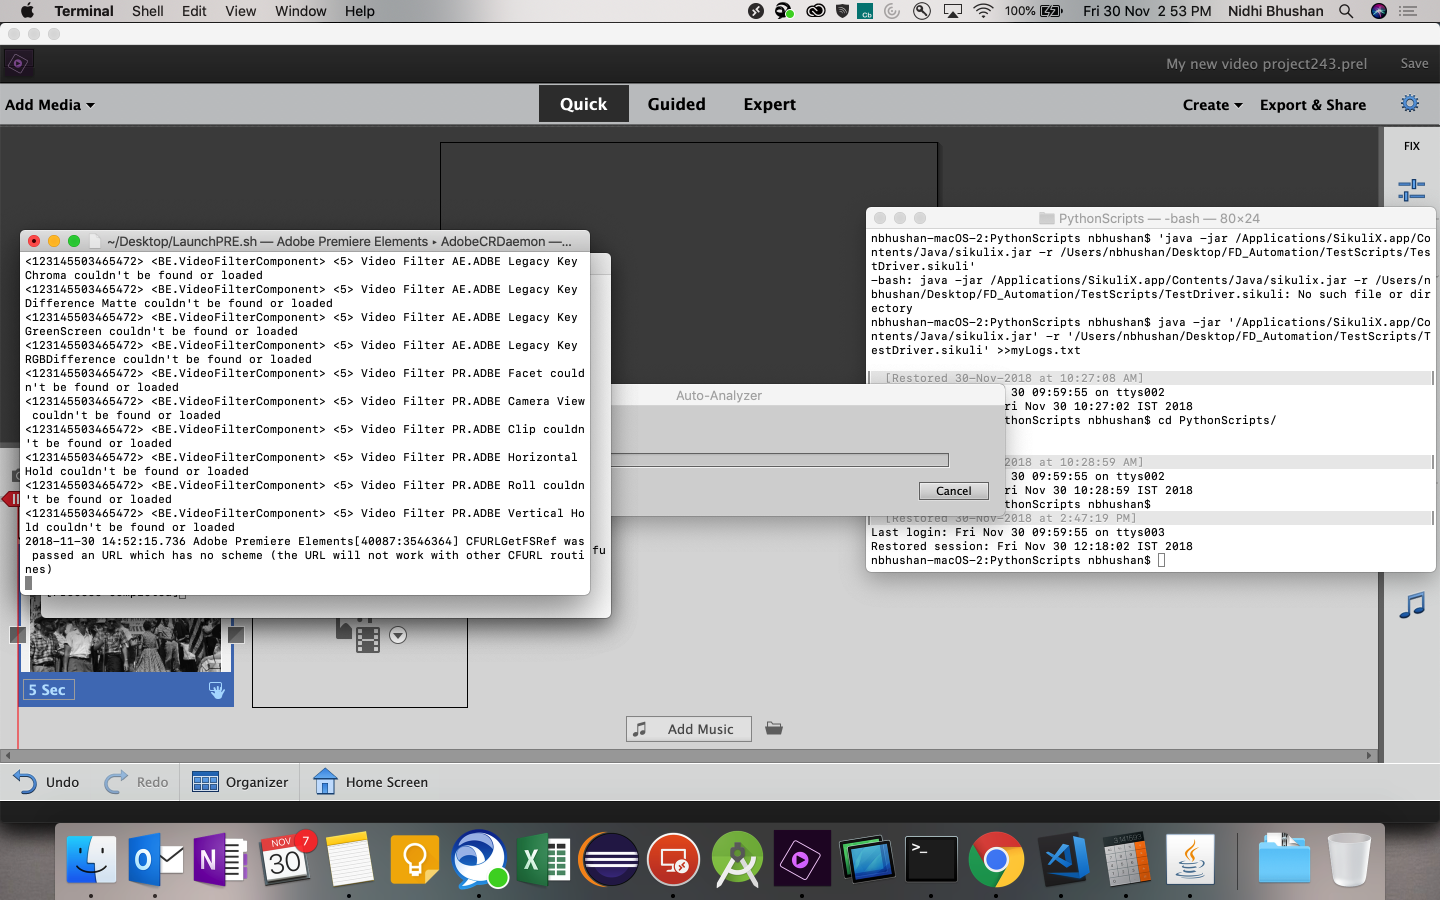 Terminal Shell Edit View Window Help
100% Fri 30 Nov 2 53 PM Nidhi Bhushan
My new video project243.prel Save
Add Media Quick Guided Expert Create Export & Share
FIX
~/Desktop/LaunchPRE.sh — Adobe Premiere Elements ▸ AdobeCRDaemon —...
<123145503465472> <BE.VideoFilterComponent> <5> Video Filter AE.ADBE Legacy Key
Chroma couldn't be found or loaded
<123145503465472> <BE.VideoFilterComponent> <5> Video Filter AE.ADBE Legacy Key
Difference Matte couldn't be found or loaded
<123145503465472> <BE.VideoFilterComponent> <5> Video Filter AE.ADBE Legacy Key
GreenScreen couldn't be found or loaded
<123145503465472> <BE.VideoFilterComponent> <5> Video Filter AE.ADBE Legacy Key
RGBDifference couldn't be found or loaded
<123145503465472> <BE.VideoFilterComponent> <5> Video Filter PR.ADBE Facet could
n't be found or loaded
<123145503465472> <BE.VideoFilterComponent> <5> Video Filter PR.ADBE Camera View
couldn't be found or loaded
<123145503465472> <BE.VideoFilterComponent> <5> Video Filter PR.ADBE Clip couldn
't be found or loaded
<123145503465472> <BE.VideoFilterComponent> <5> Video Filter PR.ADBE Horizontal
Hold couldn't be found or loaded
<123145503465472> <BE.VideoFilterComponent> <5> Video Filter PR.ADBE Roll couldn
't be found or loaded
<123145503465472> <BE.VideoFilterComponent> <5> Video Filter PR.ADBE Vertical Ho
ld couldn't be found or loaded
2018-11-30 14:52:15.736 Adobe Premiere Elements[40087:3546364] CFURLGetFSRef was
passed an URL which has no scheme (the URL will not work with other CFURL routi
nes)
fu
Auto-Analyzer
Cancel
PythonScripts — -bash — 80×24
nbhushan-macOS-2:PythonScripts nbhushan$ 'java -jar /Applications/SikuliX.app/Co
ntents/Java/sikulix.jar -r /Users/nbhushan/Desktop/FD_Automation/TestScripts/Tes
tDriver.sikuli'
-bash: java -jar /Applications/SikuliX.app/Contents/Java/sikulix.jar -r /Users/n
bhushan/Desktop/FD_Automation/TestScripts/TestDriver.sikuli: No such file or dir
ectory
nbhushan-macOS-2:PythonScripts nbhushan$ java -jar '/Applications/SikuliX.app/Co
ntents/Java/sikulix.jar' -r '/Users/nbhushan/Desktop/FD_Automation/TestScripts/T
estDriver.sikuli' >>myLogs.txt
[Restored 30-Nov-2018 at 10:27:08 AM]
30 09:59:55 on ttys002
ri Nov 30 10:27:02 IST 2018
honScripts nbhushan$ cd PythonScripts/
2018 at 10:28:59 AM]
30 09:59:55 on ttys002
ri Nov 30 10:28:59 IST 2018
honScripts nbhushan$
[Restored 30-Nov-2018 at 2:47:19 PM]
Last login: Fri Nov 30 09:59:55 on ttys003
Restored session: Fri Nov 30 12:18:02 IST 2018
nbhushan-macOS-2:PythonScripts nbhushan$
5 Sec
Add Music
Undo Redo Organizer Home Screen
NOV 30 7